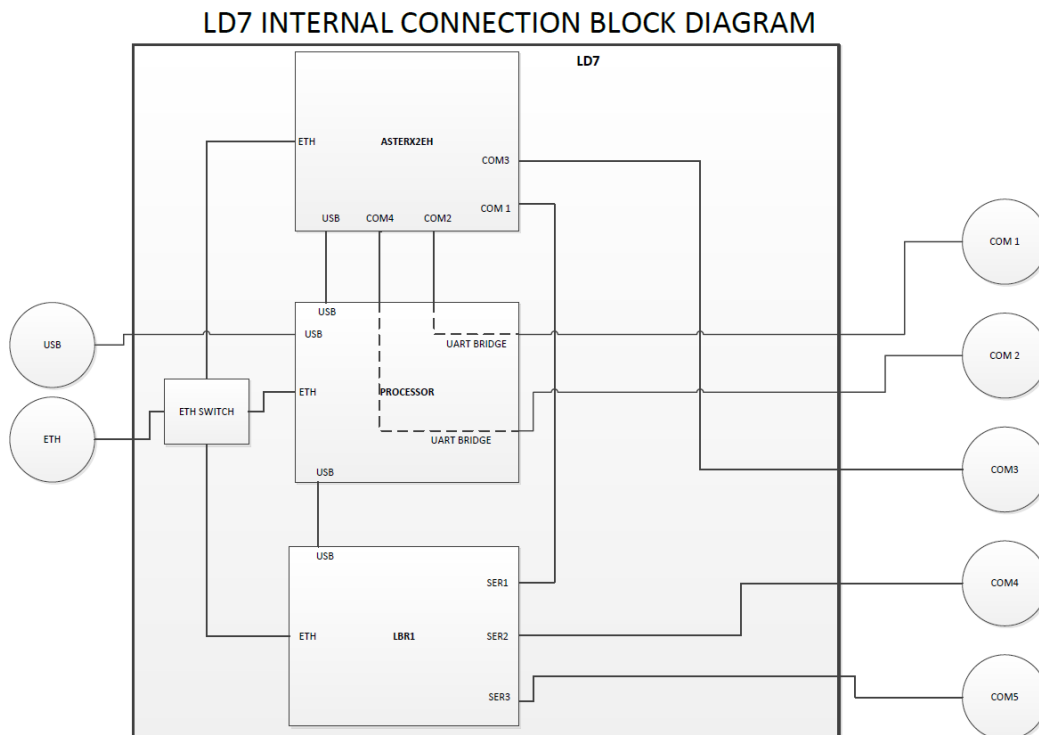 LD7 INTERNAL CONNECTION BLOCK DIAGRAM
LD7
ETH
ASTERX2EH
COM3
COM 1
USB
COM4
COM2
COM 1
USB
USB
UART BRIDGE
USB
COM 2
ETH
PROCESSOR
ETH SWITCH
ETH
UART BRIDGE
COM3
USB
USB
SER1
COM4
ETH
LBR1
SER2
SER3
COM5